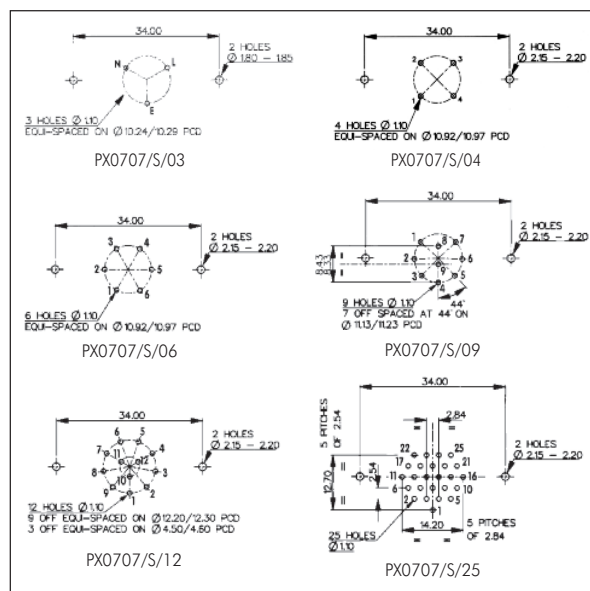 34.00
2 HOLES
Ø 1.80 – 1.85
N
L
E
3 HOLES Ø 1.10
EQUI-SPACED ON Ø 10.24/10.29 PCD
PX0707/S/03
34.00
2 HOLES
Ø 2.15 – 2.20
2
3
1
4
4 HOLES Ø 1.10
EQUI-SPACED ON Ø 10.92/10.97 PCD
PX0707/S/04
34.00
2 HOLES
Ø 2.15 – 2.20
3
4
2
5
1
6
6 HOLES Ø 1.10
EQUI-SPACED ON Ø 10.92/10.97 PCD
PX0707/S/06
34.00
2 HOLES
Ø 2.15 – 2.20
8.43
8.33
1
8
7
2
6
9
3
5
4
44°
9 HOLES Ø 1.10
7 OFF SPACED AT 44° ON
Ø 11.13/11.23 PCD
PX0707/S/09
34.00
2 HOLES
Ø 2.15 – 2.20
6
5
7
4
11
12
8
3
10
9
2
1
12 HOLES Ø 1.10
9 OFF EQUI-SPACED ON Ø 12.20/12.30 PCD
3 OFF EQUI-SPACED ON Ø 4.50/4.60 PCD
PX0707/S/12
34.00
2 HOLES
Ø 2.15 – 2.20
5 PITCHES
OF 2.54
2.84
=
=
22
25
17
21
12.70
2.54
11
16
6
10
2
5
1
25 HOLES
Ø 1.10
14.20
5 PITCHES
OF 2.84
=
=
PX0707/S/25